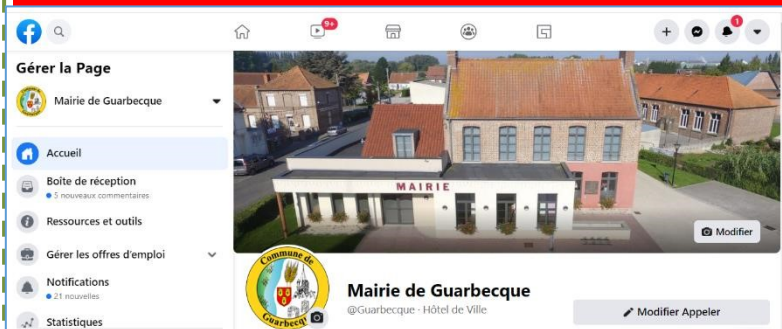 9+
1
Gérer la Page
Mairie de Guarbecque
Accueil
Boîte de réception
5 nouveaux commentaires
Ressources et outils
Gérer les offres d'emploi
Notifications
21 nouvelles
Statistiques
MAIRIE
Modifier
Commune de
Guarbecque
Mairie de Guarbecque
@Guarbecque · Hôtel de Ville
Modifier Appeler